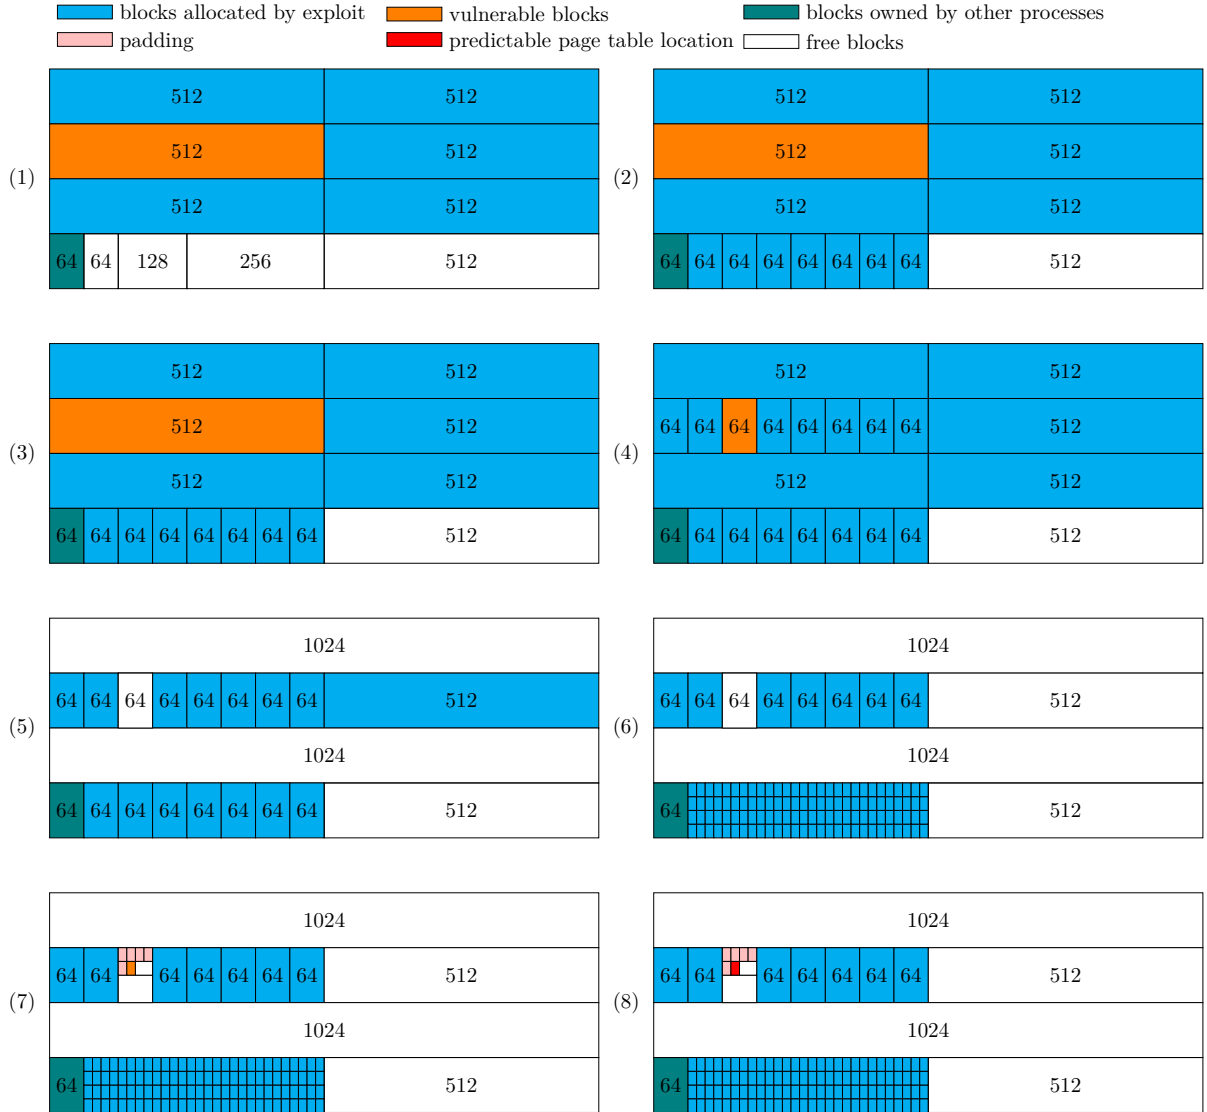 blocks allocated by exploit vulnerable blocks blocks owned by other processes
padding predictable page table location free blocks
512 512 512 512
512 512 512 512
(1) (2)
512 512 512 512
64 64 128 256 512 64 64 64 64 64 64 64 64 512
512 512 512 512
512 512 64 64 64 64 64 64 64 64 512
(3) (4)
512 512 512 512
64 64 64 64 64 64 64 64 512 64 64 64 64 64 64 64 64 512
1024 1024
64 64 64 64 64 64 64 64 512 64 64 64 64 64 64 64 64 512
(5) (6)
1024 1024
64 64 64 64 64 64 64 64 512 64 512
1024 1024
64 64 64 64 64 64 64 512 64 64 64 64 64 64 64 512
(7) (8)
1024 1024
64 512 64 512